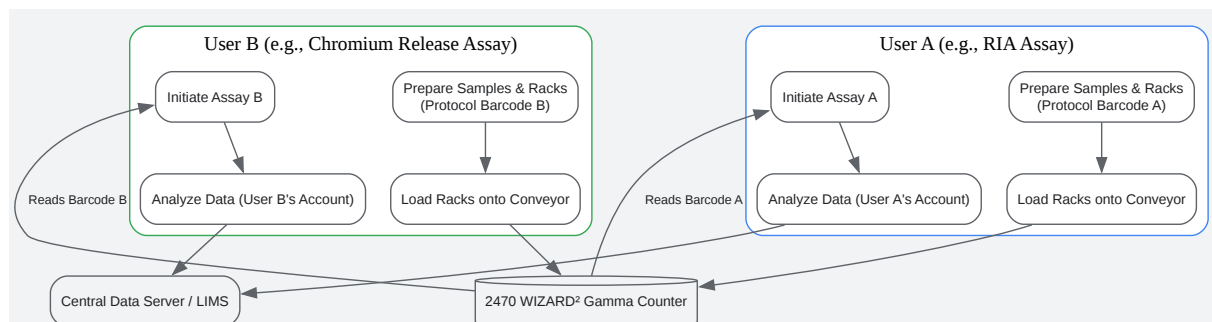 User B (e.g., Chromium Release Assay)
Initiate Assay B
Prepare Samples & Racks
(Protocol Barcode B)
Analyze Data (User B's Account)
Load Racks onto Conveyor
Reads Barcode B
User A (e.g., RIA Assay)
Initiate Assay A
Prepare Samples & Racks
(Protocol Barcode A)
Analyze Data (User A's Account)
Load Racks onto Conveyor
Reads Barcode A
Central Data Server / LIMS
2470 WIZARD² Gamma Counter